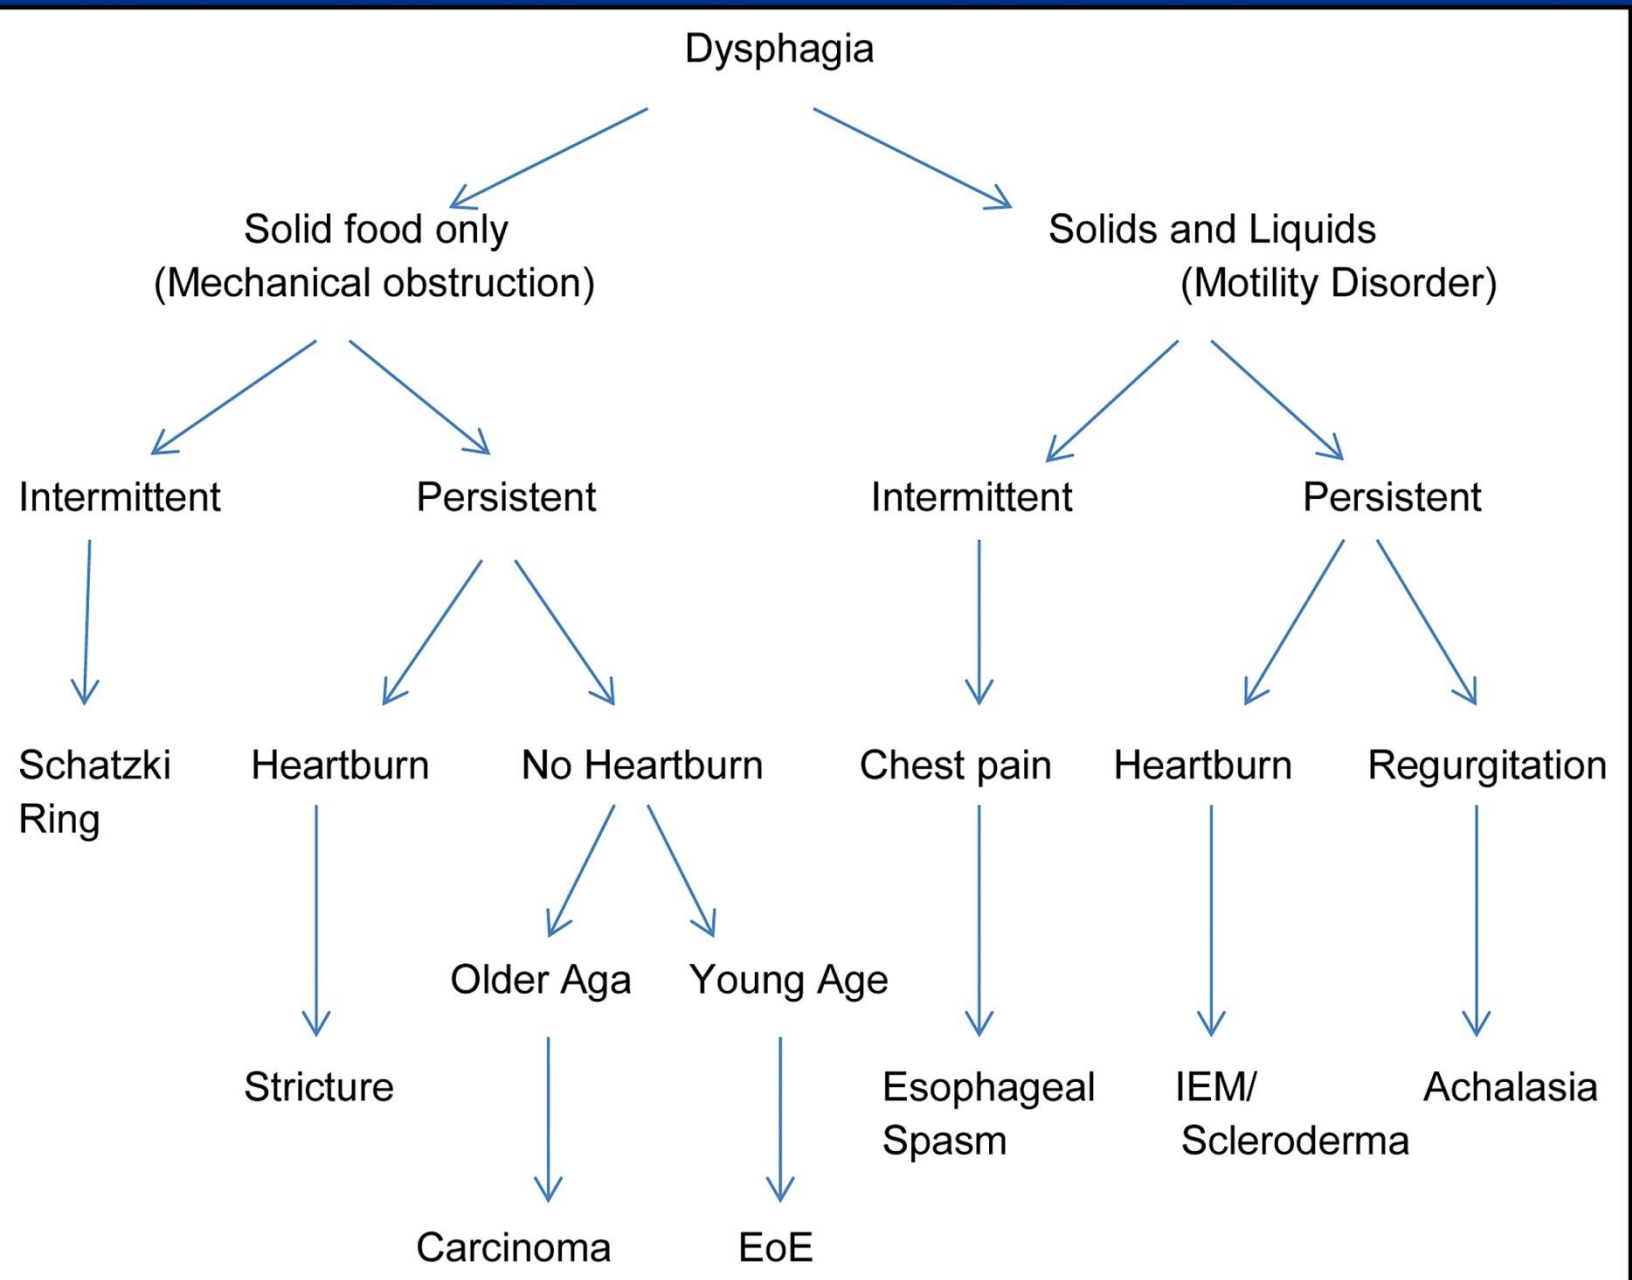 Dysphagia
Solid food only
(Mechanical obstruction)
Solids and Liquids
(Motility Disorder)
Intermittent
Persistent
Intermittent
Persistent
Schatzki
Ring
Heartburn
No Heartburn
Chest pain
Heartburn
Regurgitation
Older Aga
Young Age
Stricture
Esophageal
Spasm
IEM/
Scleroderma
Achalasia
Carcinoma
EoE